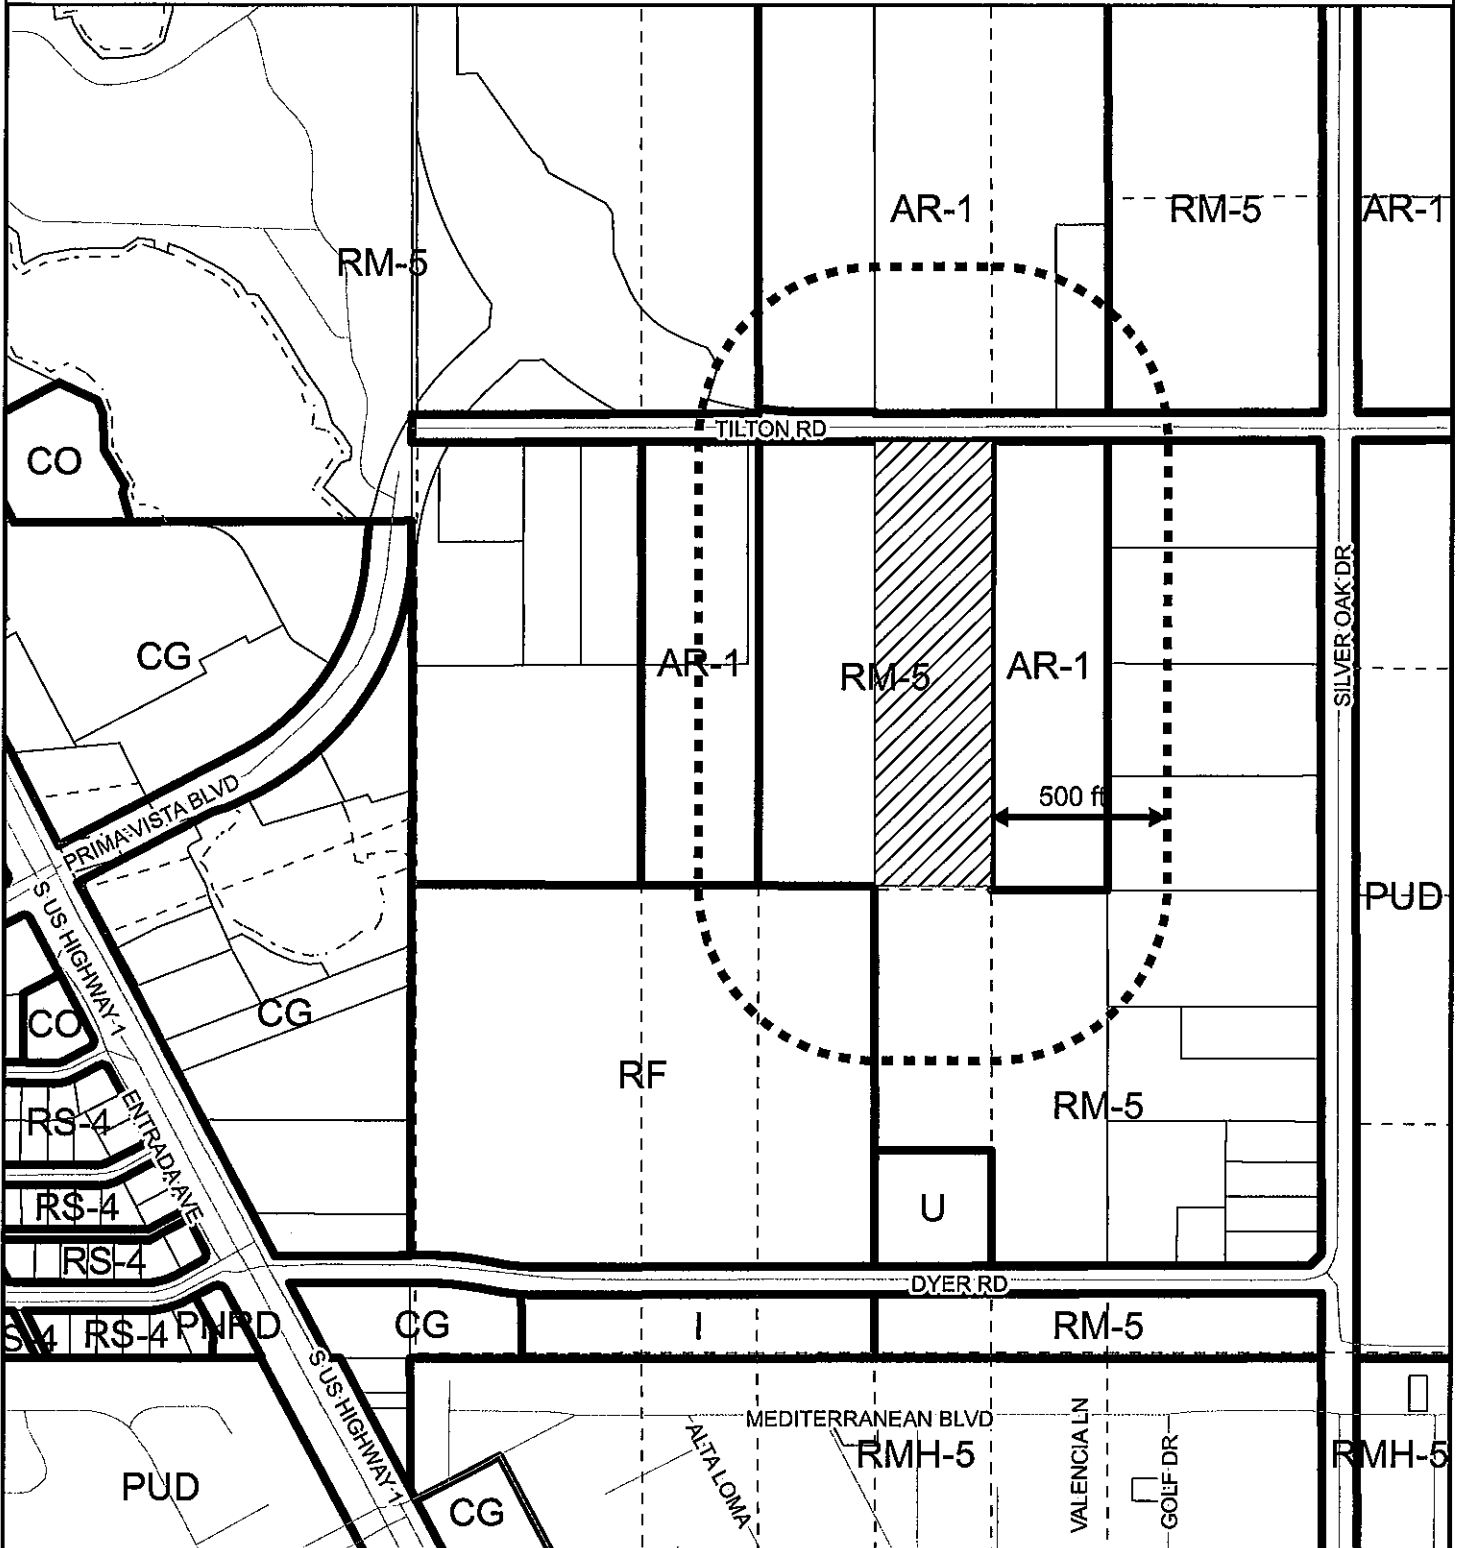 AR-1
RM-5
AR-1
RM-5
TILTON RD
CO
SILVER OAK DR
CG
AR-1
RM-5
AR-1
500 ft
PRIMA VISTA BLVD
S US HIGHWAY 1
PUD
CO
CG
RF
RM-5
RS-4
ENTRADA AVE
RS-4
U
RS-4
DYER RD
S-4
RS-4
PNRD
CG
I
RM-5
S US HIGHWAY 1
MEDITERRANEAN BLVD
ALTA LOMA
RMH-5
VALENCIA LN
GOLF DR
RMH-5
PUD
CG